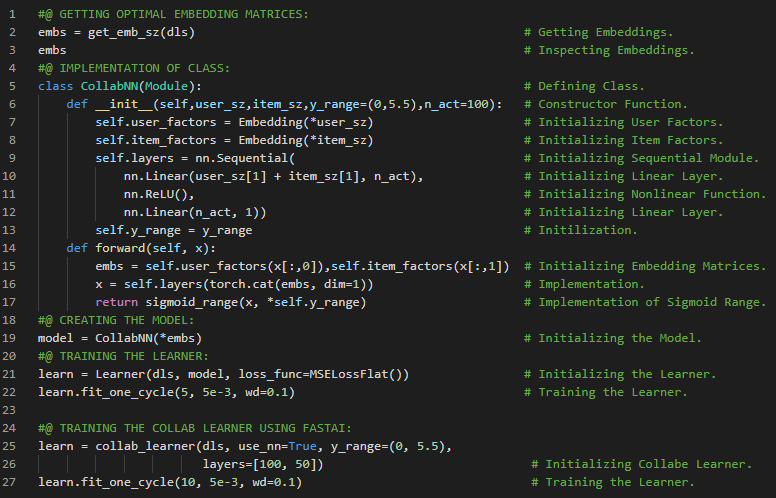 1 #@ GETTING OPTIMAL EMBEDDING MATRICES:
2 embs = get_emb_sz(dls) # Getting Embeddings.
3 embs # Inspecting Embeddings.
4 #@ IMPLEMENTATION OF CLASS:
5 class CollabNN(Module): # Defining Class.
6     def __init__(self,user_sz,item_sz,y_range=(0,5.5),n_act=100): # Constructor Function.
7         self.user_factors = Embedding(*user_sz) # Initializing User Factors.
8         self.item_factors = Embedding(*item_sz) # Initializing Item Factors.
9         self.layers = nn.Sequential( # Initializing Sequential Module.
10             nn.Linear(user_sz[1] + item_sz[1], n_act), # Initializing Linear Layer.
11             nn.ReLU(), # Initializing Nonlinear Function.
12             nn.Linear(n_act, 1)) # Initializing Linear Layer.
13         self.y_range = y_range # Initilization.
14     def forward(self, x):
15         embs = self.user_factors(x[:,0]),self.item_factors(x[:,1]) # Initializing Embedding Matrices.
16         x = self.layers(torch.cat(embs, dim=1)) # Implementation.
17         return sigmoid_range(x, *self.y_range) # Implementation of Sigmoid Range.
18 #@ CREATING THE MODEL:
19 model = CollabNN(*embs) # Initializing the Model.
20 #@ TRAINING THE LEARNER:
21 learn = Learner(dls, model, loss_func=MSELossFlat()) # Initializing the Learner.
22 learn.fit_one_cycle(5, 5e-3, wd=0.1) # Training the Learner.
23
24 #@ TRAINING THE COLLAB LEARNER USING FASTAI:
25 learn = collab_learner(dls, use_nn=True, y_range=(0, 5.5),
26                        layers=[100, 50]) # Initializing Collabe Learner.
27 learn.fit_one_cycle(10, 5e-3, wd=0.1) # Training the Learner.